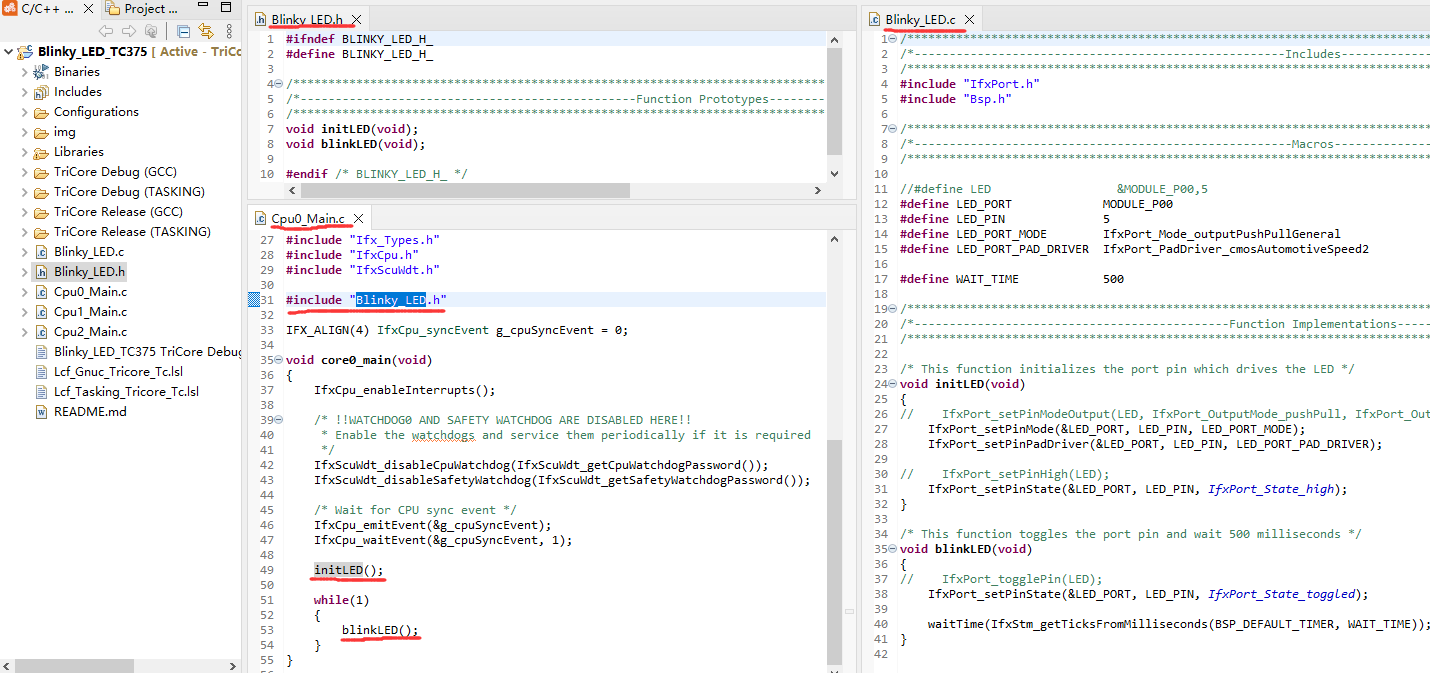 C/C++ ...
Project ...
Blinky_LED_TC375 [ Active - TriCo
Binaries
Includes
Configurations
img
Libraries
TriCore Debug (GCC)
TriCore Debug (TASKING)
TriCore Release (GCC)
TriCore Release (TASKING)
Blinky_LED.c
Blinky_LED.h
Cpu0_Main.c
Cpu1_Main.c
Cpu2_Main.c
Blinky_LED_TC375 TriCore Debug
Lcf_Gnuc_Tricore_Tc.lsl
Lcf_Tasking_Tricore_Tc.lsl
README.md
Blinky_LED.h
1 #ifndef BLINKY_LED_H_
2 #define BLINKY_LED_H_
3
4 /******************************************************************************
5 /*------------------------------------------------Function Prototypes--------
6 /******************************************************************************
7 void initLED(void);
8 void blinkLED(void);
9
10 #endif /* BLINKY_LED_H_ */
Cpu0_Main.c
27 #include "Ifx_Types.h"
28 #include "IfxCpu.h"
29 #include "IfxScuWdt.h"
30
31 #include "Blinky_LED.h"
32
33 IFX_ALIGN(4) IfxCpu_syncEvent g_cpuSyncEvent = 0;
34
35 void core0_main(void)
36 {
37     IfxCpu_enableInterrupts();
38
39     /* !!WATCHDOG0 AND SAFETY WATCHDOG ARE DISABLED HERE!!
40      * Enable the watchdogs and service them periodically if it is required
41      */
42     IfxScuWdt_disableCpuWatchdog(IfxScuWdt_getCpuWatchdogPassword());
43     IfxScuWdt_disableSafetyWatchdog(IfxScuWdt_getSafetyWatchdogPassword());
44
45     /* Wait for CPU sync event */
46     IfxCpu_emitEvent(&g_cpuSyncEvent);
47     IfxCpu_waitEvent(&g_cpuSyncEvent, 1);
48
49     initLED();
50
51     while(1)
52     {
53         blinkLED();
54     }
55 }
Blinky_LED.c
1 /***************************************************************************
2 /*-----------------------------------------------------Includes-------------
3 /***************************************************************************
4 #include "IfxPort.h"
5 #include "Bsp.h"
6
7 /***************************************************************************
8 /*------------------------------------------------------Macros--------------
9 /***************************************************************************
10
11 //#define LED                  &MODULE_P00,5
12 #define LED_PORT             MODULE_P00
13 #define LED_PIN              5
14 #define LED_PORT_MODE        IfxPort_Mode_outputPushPullGeneral
15 #define LED_PORT_PAD_DRIVER  IfxPort_PadDriver_cmosAutomotiveSpeed2
16
17 #define WAIT_TIME            500
18
19 /***************************************************************************
20 /*---------------------------------------------Function Implementations-----
21 /***************************************************************************
22
23 /* This function initializes the port pin which drives the LED */
24 void initLED(void)
25 {
26 //    IfxPort_setPinModeOutput(LED, IfxPort_OutputMode_pushPull, IfxPort_Out
27     IfxPort_setPinMode(&LED_PORT, LED_PIN, LED_PORT_MODE);
28     IfxPort_setPinPadDriver(&LED_PORT, LED_PIN, LED_PORT_PAD_DRIVER);
29
30 //    IfxPort_setPinHigh(LED);
31     IfxPort_setPinState(&LED_PORT, LED_PIN, IfxPort_State_high);
32 }
33
34 /* This function toggles the port pin and wait 500 milliseconds */
35 void blinkLED(void)
36 {
37 //    IfxPort_togglePin(LED);
38     IfxPort_setPinState(&LED_PORT, LED_PIN, IfxPort_State_toggled);
39
40     waitTime(IfxStm_getTicksFromMilliseconds(BSP_DEFAULT_TIMER, WAIT_TIME));
41 }
42